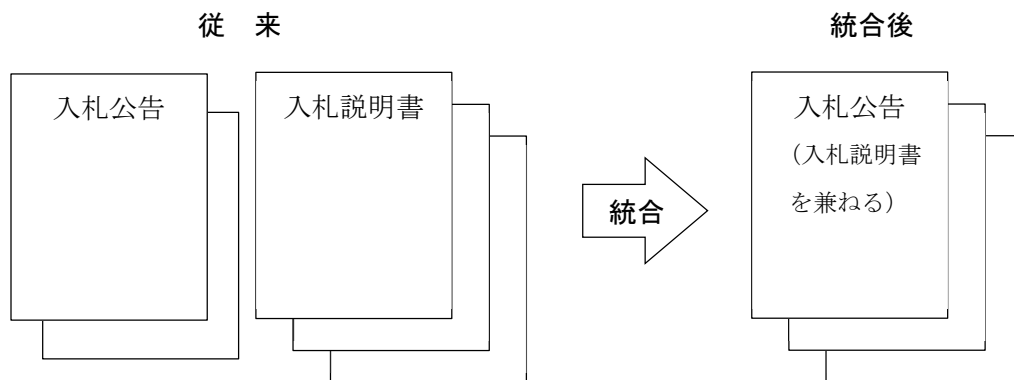 従　来
統合後
入札公告
入札説明書
統合
入札公告
（入札説明書
を兼ねる）